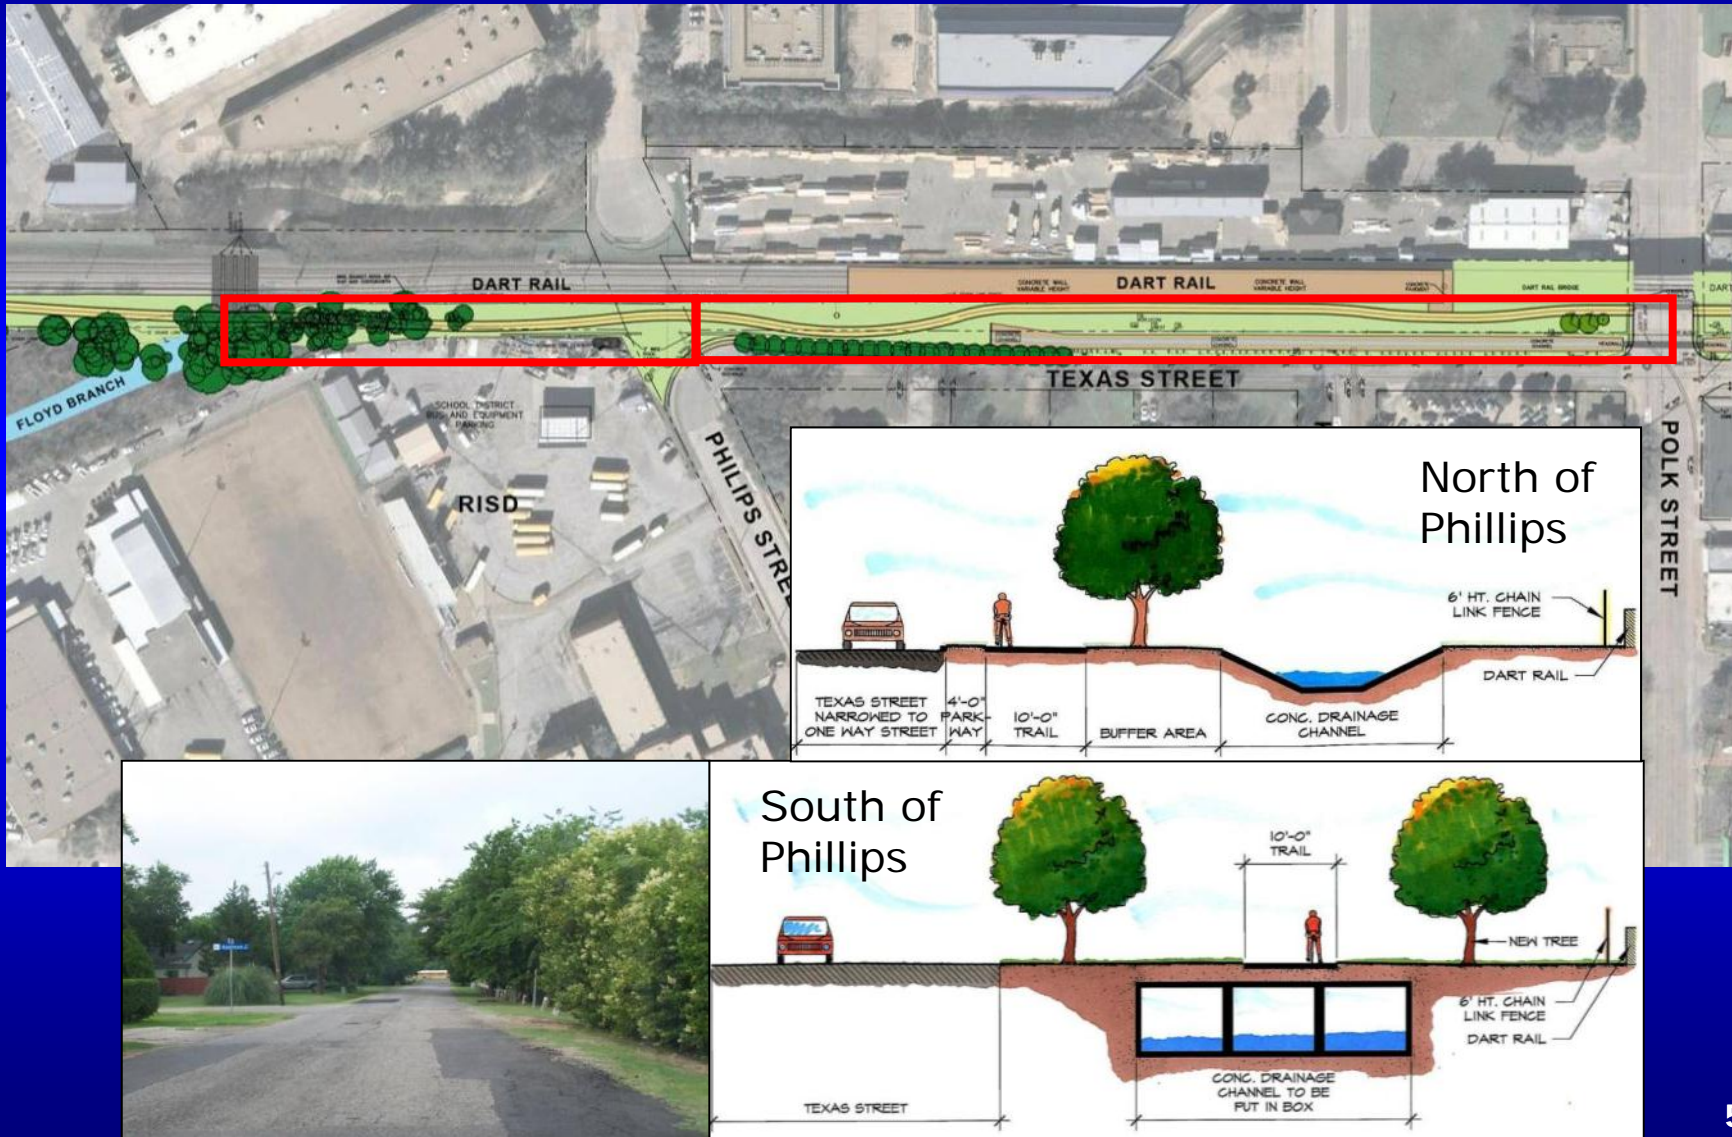 DART RAIL
CONCRETE WALL
VARIABLE HEIGHT
DART RAIL
CONCRETE WALL
VARIABLE HEIGHT
DART RAIL BRIDGE
DART
FLOYD BRANCH
SCHOOL DISTRICT
BUS AND EQUIPMENT
PARKING
RISD
TEXAS STREET
PHILIPS STREE
POLK STREET
North of
Phillips
6' HT. CHAIN
LINK FENCE
DART RAIL
TEXAS STREET
NARROWED TO
ONE WAY STREET
4'-0"
PARK-
WAY
10'-0"
TRAIL
BUFFER AREA
CONC. DRAINAGE
CHANNEL
South of
Phillips
10'-0"
TRAIL
NEW TREE
6' HT. CHAIN
LINK FENCE
DART RAIL
TEXAS STREET
CONC. DRAINAGE
CHANNEL TO BE
PUT IN BOX
5